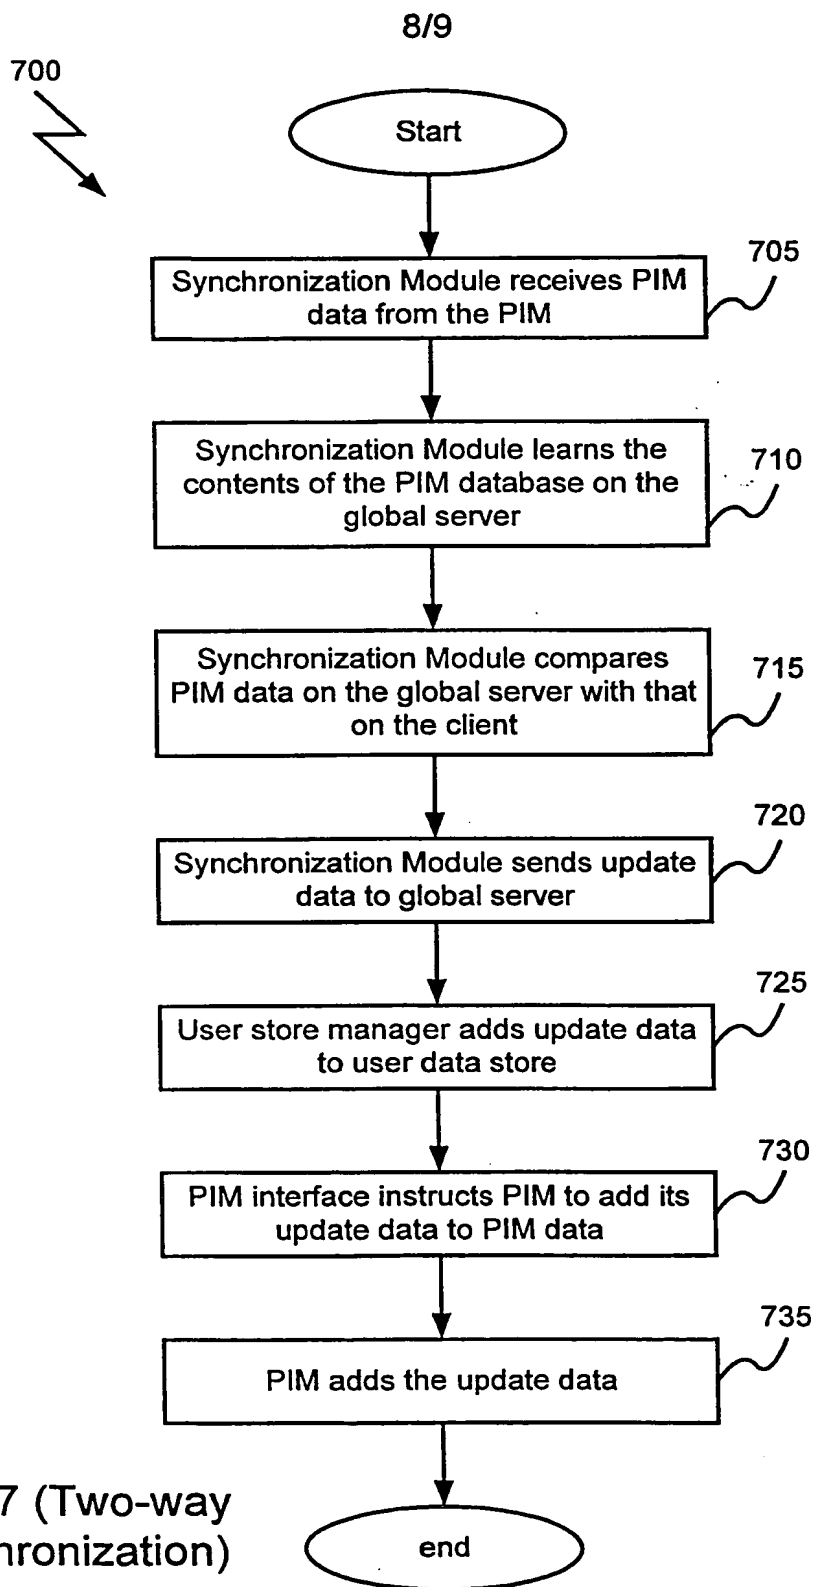 8/9
700
Start
705
Synchronization Module receives PIM
data from the PIM
710
Synchronization Module learns the
contents of the PIM database on the
global server
715
Synchronization Module compares
PIM data on the global server with that
on the client
720
Synchronization Module sends update
data to global server
725
User store manager adds update data
to user data store
730
PIM interface instructs PIM to add its
update data to PIM data
735
PIM adds the update data
end
7 (Two-way
hronization)